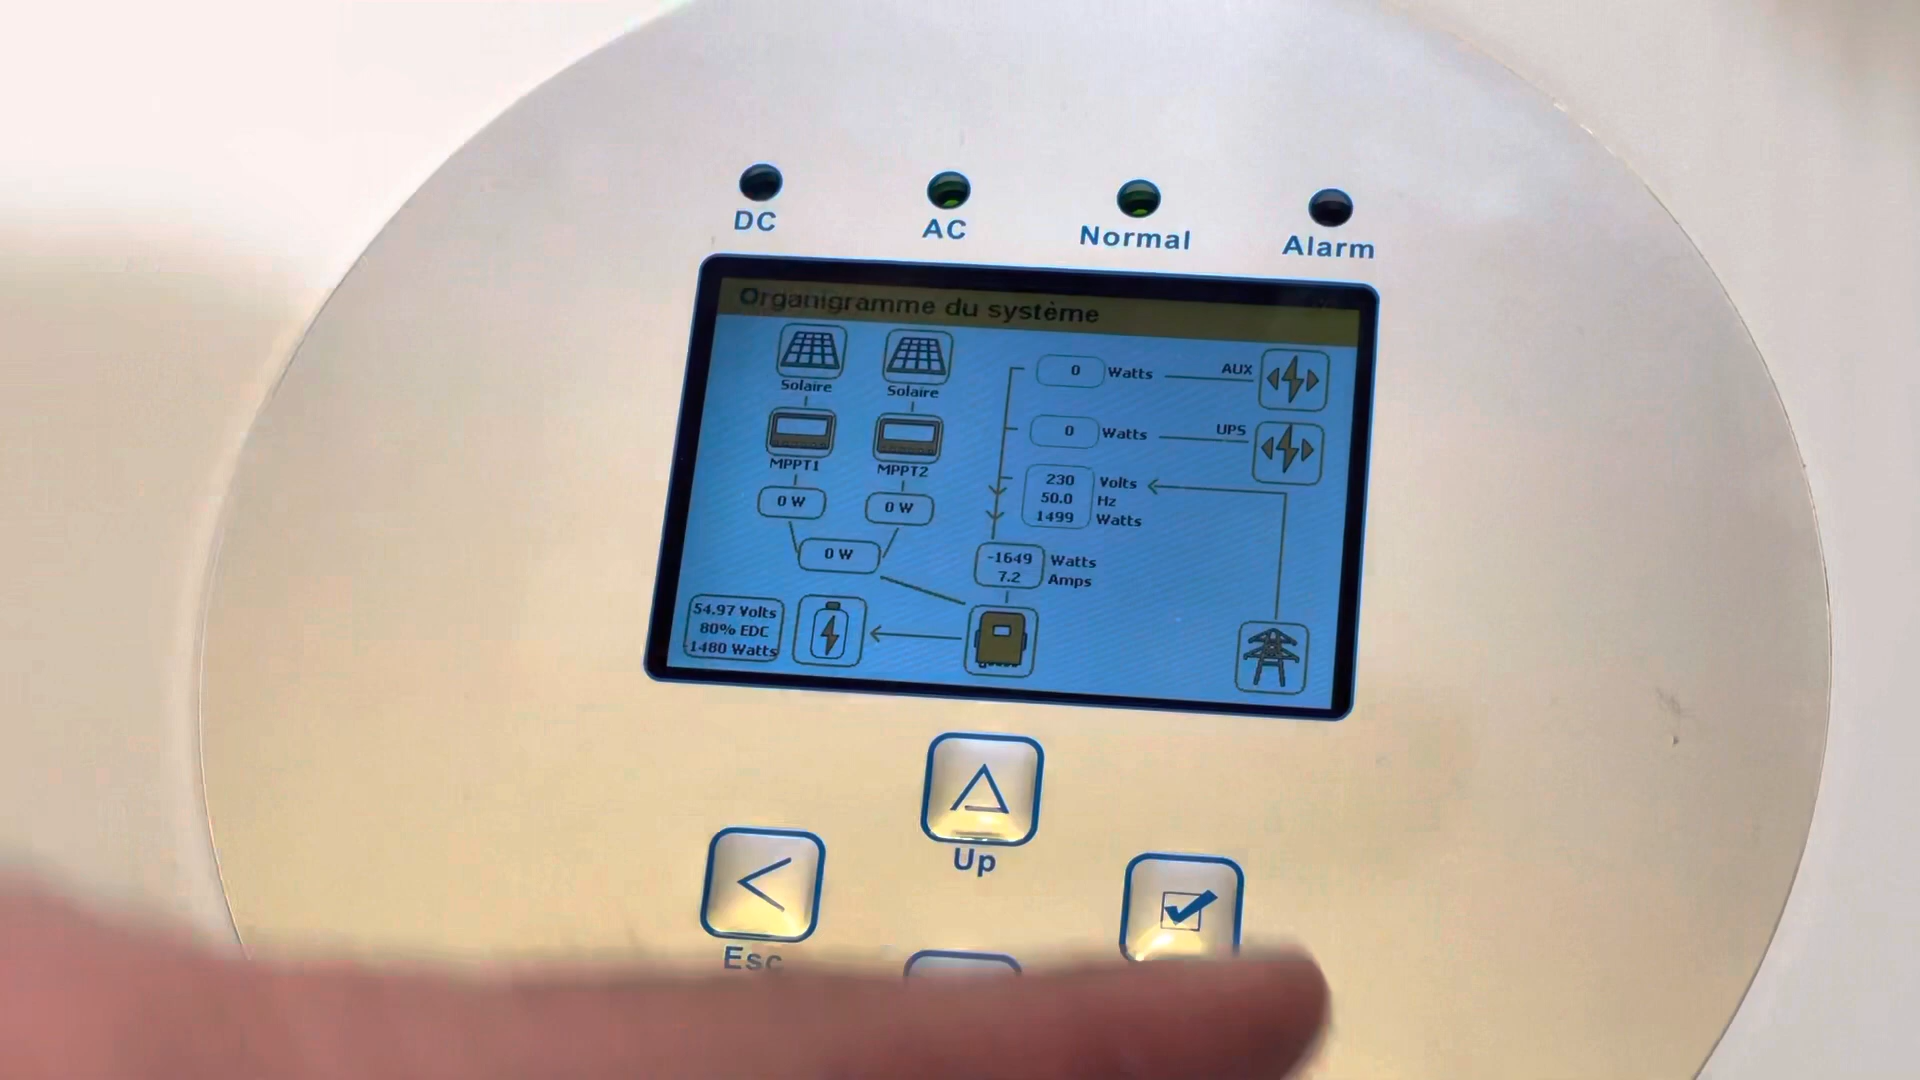 DC
AC
Normal
Alarm
Organigramme du système
Solaire
Solaire
MPPT1
MPPT2
0 W
0 W
0 W
0 Watts AUX
0 Watts UPS
230 Volts
50.0 Hz
1499 Watts
-1649 Watts
7.2 Amps
54.97 Volts
80% EDC
-1480 Watts
Up
Esc